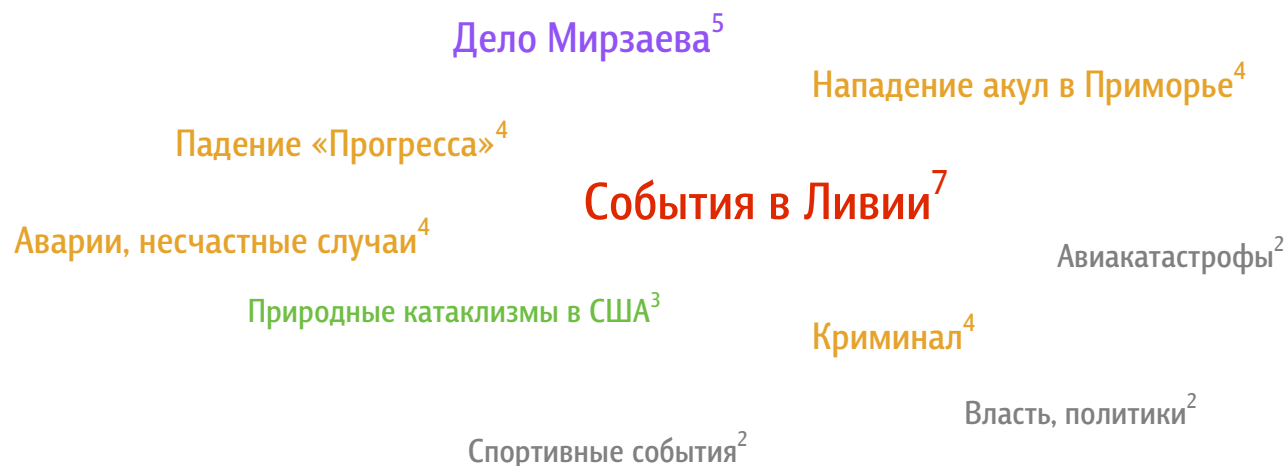 Дело Мирзаева⁵
Нападение акул в Приморье⁴
Падение «Прогресса»⁴
События в Ливии⁷
Аварии, несчастные случаи⁴
Авиакатастрофы²
Природные катаклизмы в США³
Криминал⁴
Власть, политики²
Спортивные события²